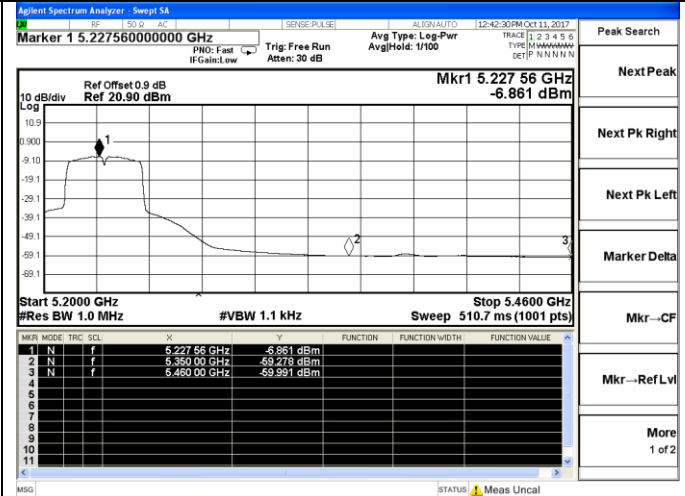 Agilent Spectrum Analyzer - Swept SA
RF 50 Ω AC SENSE:PULSE ALIGNAUTO 12:42:30PM Oct 11, 2017
Marker 1 5.227560000000 GHz
PNO: Fast
IFGain:Low
Trig: Free Run
Atten: 30 dB
Avg Type: Log-Pwr
Avg|Hold: 1/100
TRACE 1 2 3 4 5 6
TYPE MWWWWW
DET P NNNNN
Ref Offset 0.9 dB
Ref 20.90 dBm
10 dB/div
Log
Mkr1 5.227 56 GHz
-6.861 dBm
10.9
0.900
-9.10
-19.1
-29.1
-39.1
-49.1
-59.1
-69.1
1
2
3
Start 5.2000 GHz Stop 5.4600 GHz
#Res BW 1.0 MHz #VBW 1.1 kHz Sweep 510.7 ms (1001 pts)
MKR MODE TRC SCL X Y FUNCTION FUNCTION WIDTH FUNCTION VALUE
1 N f 5.227 56 GHz -6.861 dBm
2 N f 5.350 00 GHz -59.278 dBm
3 N f 5.460 00 GHz -59.991 dBm
4
5
6
7
8
9
10
11
MSG STATUS Meas Uncal
Peak Search
Next Peak
Next Pk Right
Next Pk Left
Marker Delta
Mkr→CF
Mkr→Ref Lvl
More
1 of 2